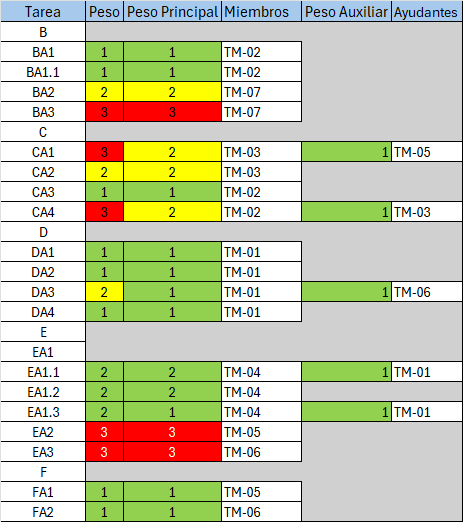 Tarea Peso Peso Principal Miembros Peso Auxiliar Ayudantes
B
BA1 1 1 TM-02
BA1.1 1 1 TM-02
BA2 2 2 TM-07
BA3 3 3 TM-07
C
CA1 3 2 TM-03 1 TM-05
CA2 2 2 TM-03
CA3 1 1 TM-02
CA4 3 2 TM-02 1 TM-03
D
DA1 1 1 TM-01
DA2 1 1 TM-01
DA3 2 1 TM-01 1 TM-06
DA4 1 1 TM-01
E
EA1
EA1.1 2 2 TM-04 1 TM-01
EA1.2 2 2 TM-04
EA1.3 2 1 TM-04 1 TM-01
EA2 3 3 TM-05
EA3 3 3 TM-06
F
FA1 1 1 TM-05
FA2 1 1 TM-06